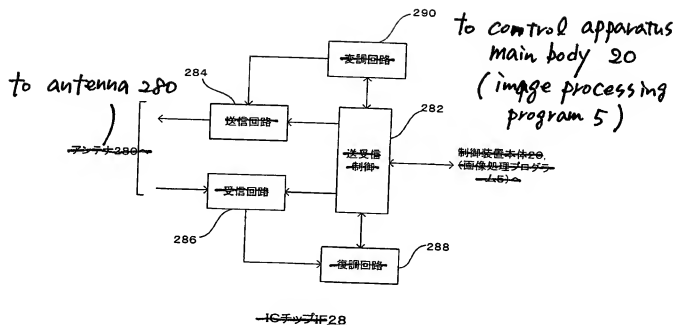 290
to control apparatus
main body 20
(image processing
program 5)
変調回路
to antenna 280
284
282
送信回路
アンテナ280へ
送受信
制御
制御装置本体20,
(画像処理プログラ
ム5)へ
受信回路
286
288
復調回路
ICチップIF28